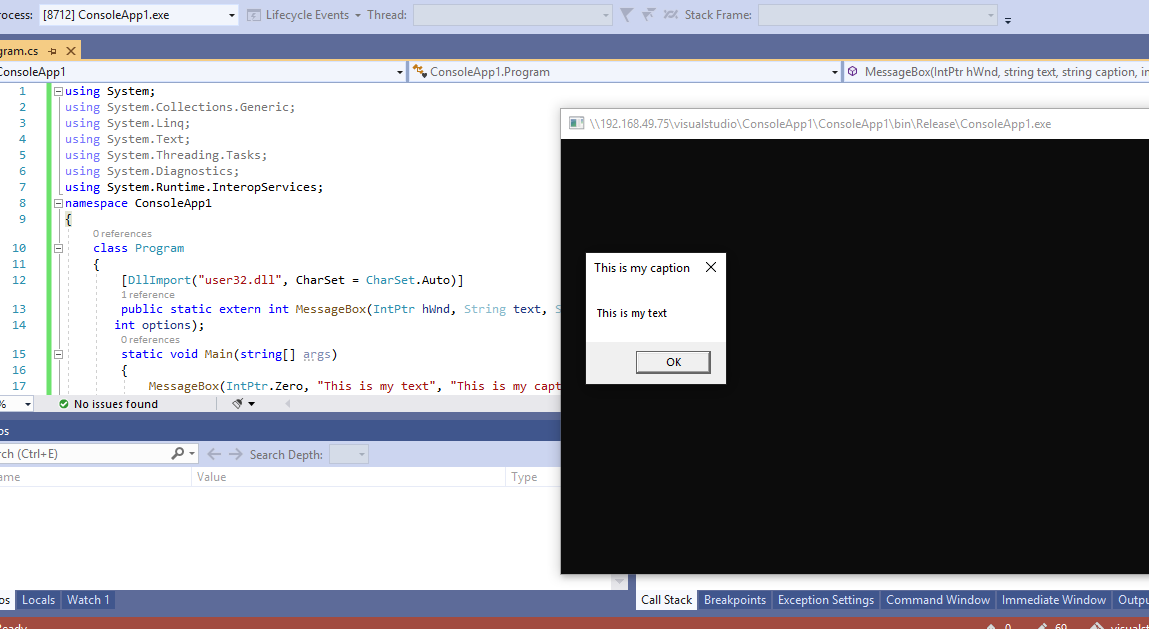 rocess: [8712] ConsoleApp1.exe Lifecycle Events Thread: Stack Frame:
gram.cs
ConsoleApp1 ConsoleApp1.Program MessageBox(IntPtr hWnd, string text, string caption, in
1 using System;
2 using System.Collections.Generic;
3 using System.Linq;
4 using System.Text;
5 using System.Threading.Tasks;
6 using System.Diagnostics;
7 using System.Runtime.InteropServices;
8 namespace ConsoleApp1
9 {
0 references
10 class Program
11 {
12 [DllImport("user32.dll", CharSet = CharSet.Auto)]
1 reference
13 public static extern int MessageBox(IntPtr hWnd, String text, S
14 int options);
0 references
15 static void Main(string[] args)
16 {
17 MessageBox(IntPtr.Zero, "This is my text", "This is my capt
% No issues found
\\192.168.49.75\visualstudio\ConsoleApp1\ConsoleApp1\bin\Release\ConsoleApp1.exe
This is my caption
This is my text
OK
os
rch (Ctrl+E) Search Depth:
ame Value Type
os Locals Watch 1
Call Stack Breakpoints Exception Settings Command Window Immediate Window Outpu
Ready 0 69 visualst